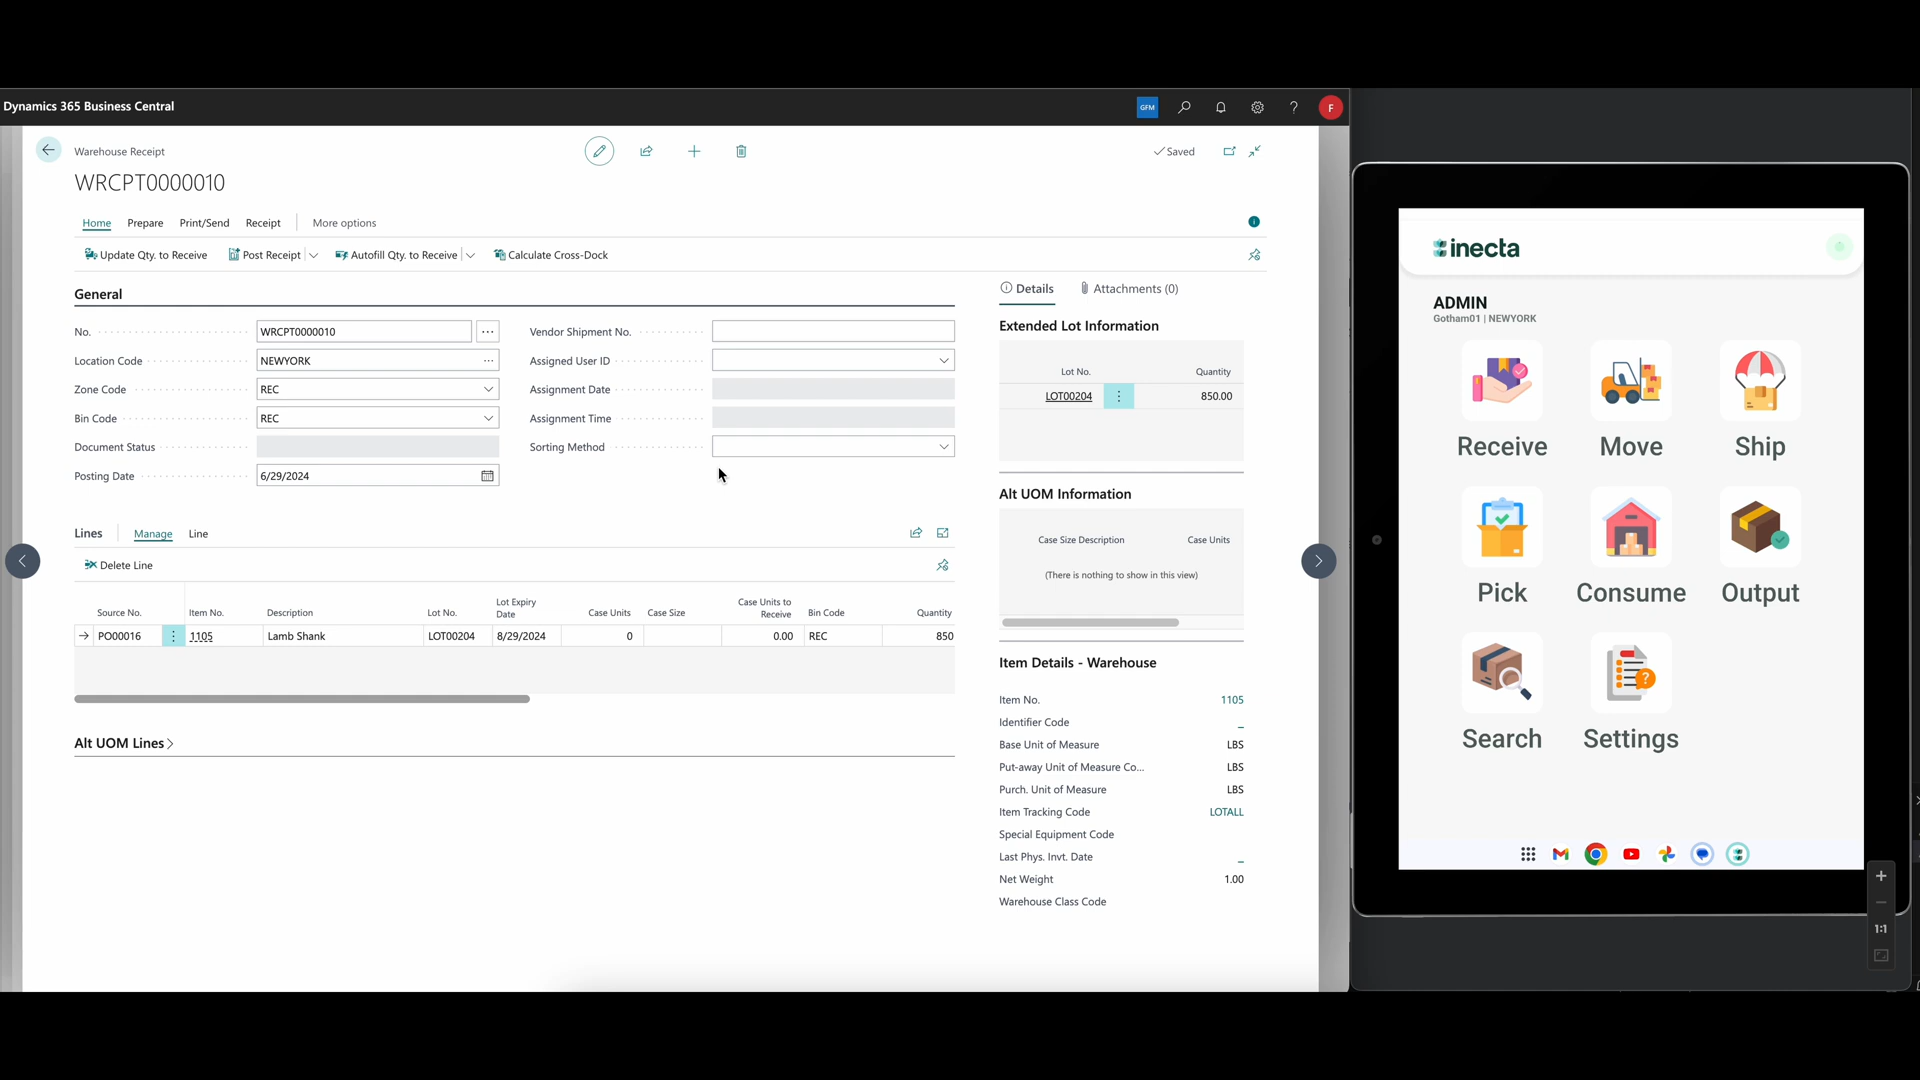 Dynamics 365 Business Central
GFM
?
F
Warehouse Receipt
Saved
WRCPT0000010
Home
Prepare
Print/Send
Receipt
More options
Update Qty. to Receive
Post Receipt
Autofill Qty. to Receive
Calculate Cross-Dock
General
No.
WRCPT0000010
Location Code
NEWYORK
Zone Code
REC
Bin Code
REC
Document Status
Posting Date
6/29/2024
Vendor Shipment No.
Assigned User ID
Assignment Date
Assignment Time
Sorting Method
Lines
Manage
Line
Delete Line
Source No.
Item No.
Description
Lot No.
Lot Expiry
Date
Case Units
Case Size
Case Units to
Receive
Bin Code
Quantity
PO00016
1105
Lamb Shank
LOT00204
8/29/2024
0
0.00
REC
850
Alt UOM Lines
Details
Attachments (0)
Extended Lot Information
Lot No.
Quantity
LOT00204
850.00
Alt UOM Information
Case Size Description
Case Units
(There is nothing to show in this view)
Item Details - Warehouse
Item No.
1105
Identifier Code
_
Base Unit of Measure
LBS
Put-away Unit of Measure Co...
LBS
Purch. Unit of Measure
LBS
Item Tracking Code
LOTALL
Special Equipment Code
Last Phys. Invt. Date
_
Net Weight
1.00
Warehouse Class Code
inecta
ADMIN
Gotham01 | NEWYORK
Receive
Move
Ship
Pick
Consume
Output
Search
Settings
1:1